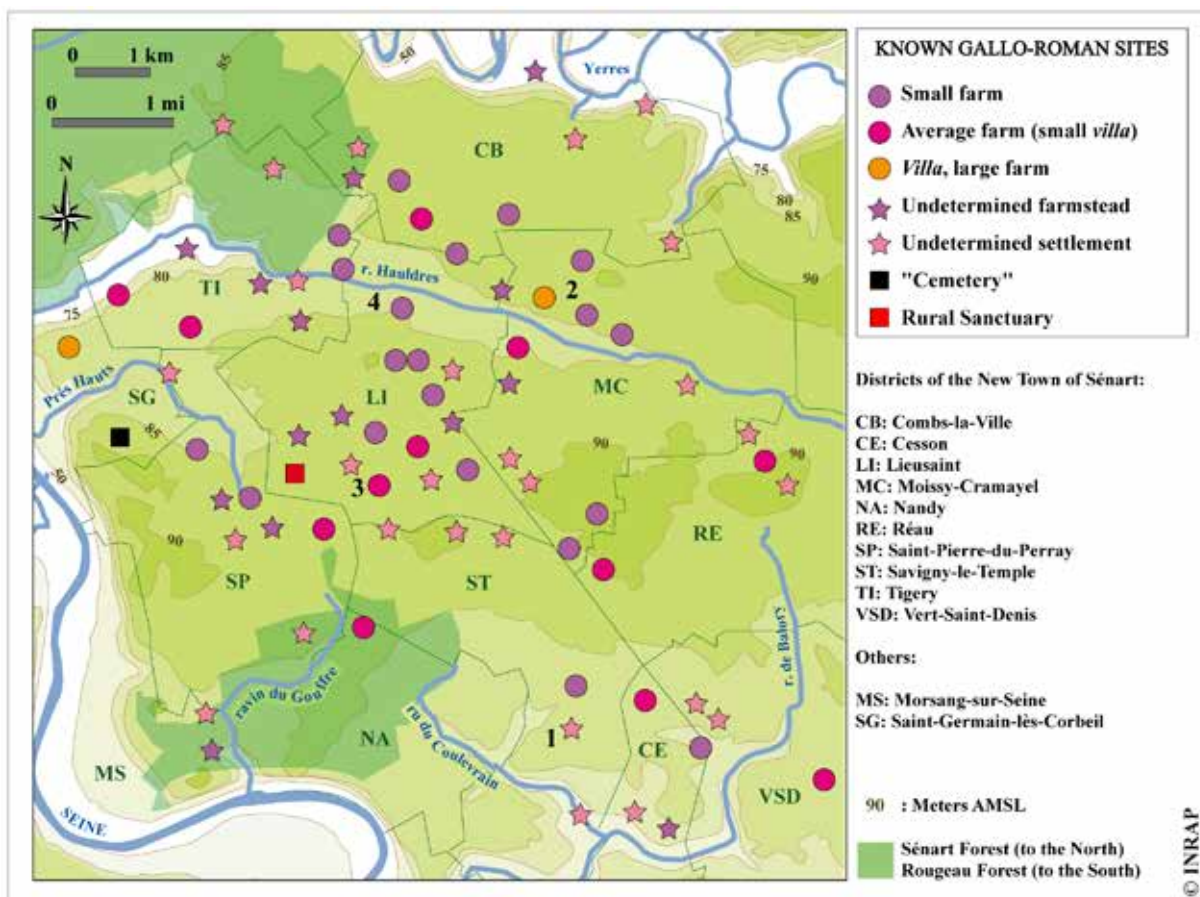 0 1 km
0 1 mi
N
85
50
Yerres
CB
75
80
85
80
TI
r. Hauldres
90
2
4
75
Près Hauts
SG
LI
MC
85
90
90
50
3
90
RE
SP
ST
ravin du Gouffre
r. de Balory
ru du Coulevrain
1
NA
CE
MS
VSD
SEINE
KNOWN GALLO-ROMAN SITES
Small farm
Average farm (small villa)
Villa, large farm
Undetermined farmstead
Undetermined settlement
"Cemetery"
Rural Sanctuary
Districts of the New Town of Sénart:
CB: Combs-la-Ville
CE: Cesson
LI: Lieusaint
MC: Moissy-Cramayel
NA: Nandy
RE: Réau
SP: Saint-Pierre-du-Perray
ST: Savigny-le-Temple
TI: Tigery
VSD: Vert-Saint-Denis
Others:
MS: Morsang-sur-Seine
SG: Saint-Germain-lès-Corbeil
90 : Meters AMSL
Sénart Forest (to the North)
Rougeau Forest (to the South)
© INRAP